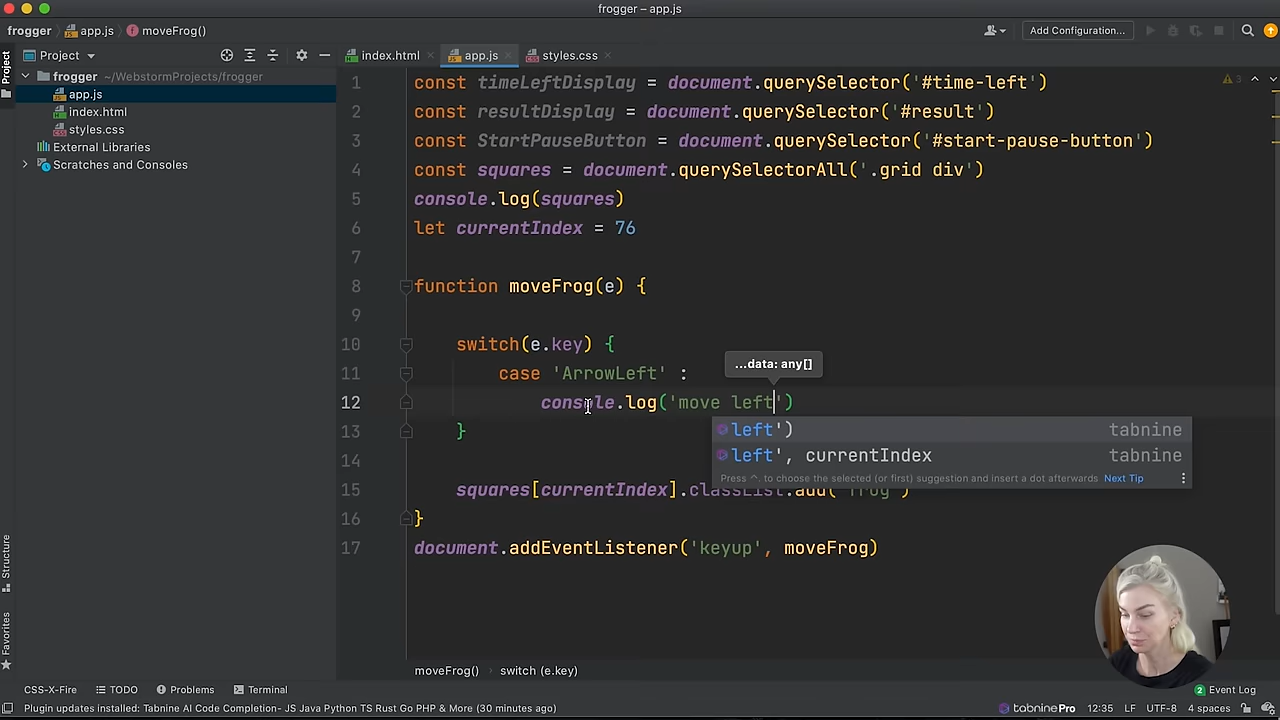 frogger – app.js
frogger
app.js
moveFrog()
Add Configuration...
Project
Project
index.html
app.js
styles.css
frogger ~/WebstormProjects/frogger
app.js
index.html
styles.css
External Libraries
Scratches and Consoles
3
1 const timeLeftDisplay = document.querySelector('#time-left')
2 const resultDisplay = document.querySelector('#result')
3 const StartPauseButton = document.querySelector('#start-pause-button')
4 const squares = document.querySelectorAll('.grid div')
5 console.log(squares)
6 let currentIndex = 76
7
8 function moveFrog(e) {
9
10 switch(e.key) {
11 case 'ArrowLeft' :
...data: any[]
12 console.log('move left')
13 }
left') tabnine
left', currentIndex tabnine
Press ^. to choose the selected (or first) suggestion and insert a dot afterwards Next Tip
14
15 squares[currentIndex].classList.add('frog')
16 }
17 document.addEventListener('keyup', moveFrog)
Structure
Favorites
moveFrog() switch (e.key)
CSS-X-Fire
TODO
Problems
Terminal
2 Event Log
Plugin updates installed: Tabnine AI Code Completion- JS Java Python TS Rust Go PHP & More (30 minutes ago)
tabninePro
12:35 LF UTF-8 4 spaces